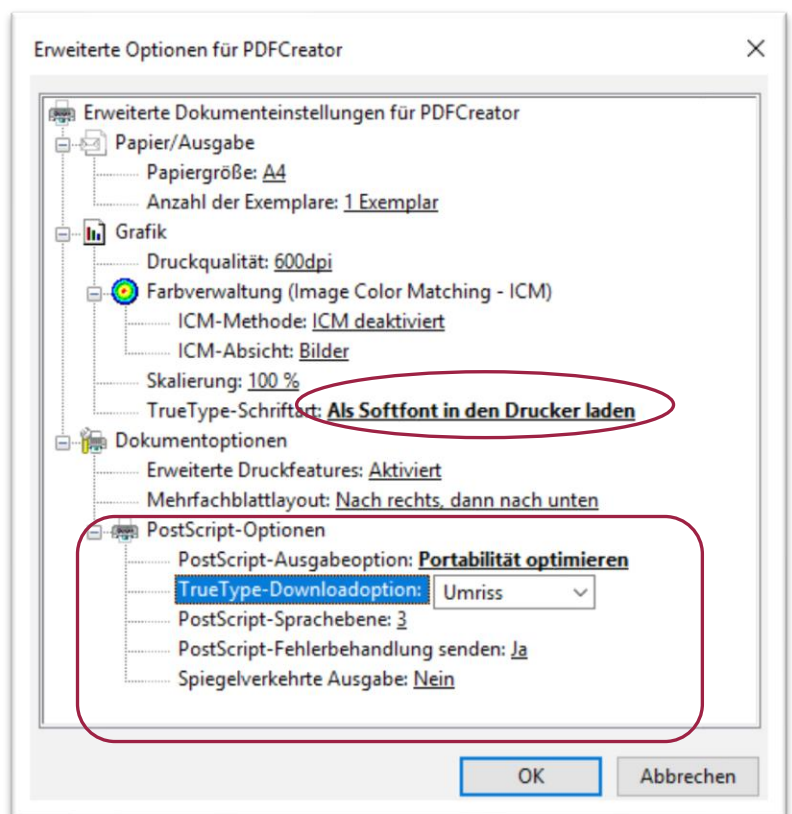 Erweiterte Optionen für PDFCreator
Erweiterte Dokumenteinstellungen für PDFCreator
Papier/Ausgabe
Papiergröße: A4
Anzahl der Exemplare: 1 Exemplar
Grafik
Druckqualität: 600dpi
Farbverwaltung (Image Color Matching - ICM)
ICM-Methode: ICM deaktiviert
ICM-Absicht: Bilder
Skalierung: 100 %
TrueType-Schriftart: Als Softfont in den Drucker laden
Dokumentoptionen
Erweiterte Druckfeatures: Aktiviert
Mehrfachblattlayout: Nach rechts, dann nach unten
PostScript-Optionen
PostScript-Ausgabeoption: Portabilität optimieren
TrueType-Downloadoption: Umriss
PostScript-Sprachebene: 3
PostScript-Fehlerbehandlung senden: Ja
Spiegelverkehrte Ausgabe: Nein
OK Abbrechen